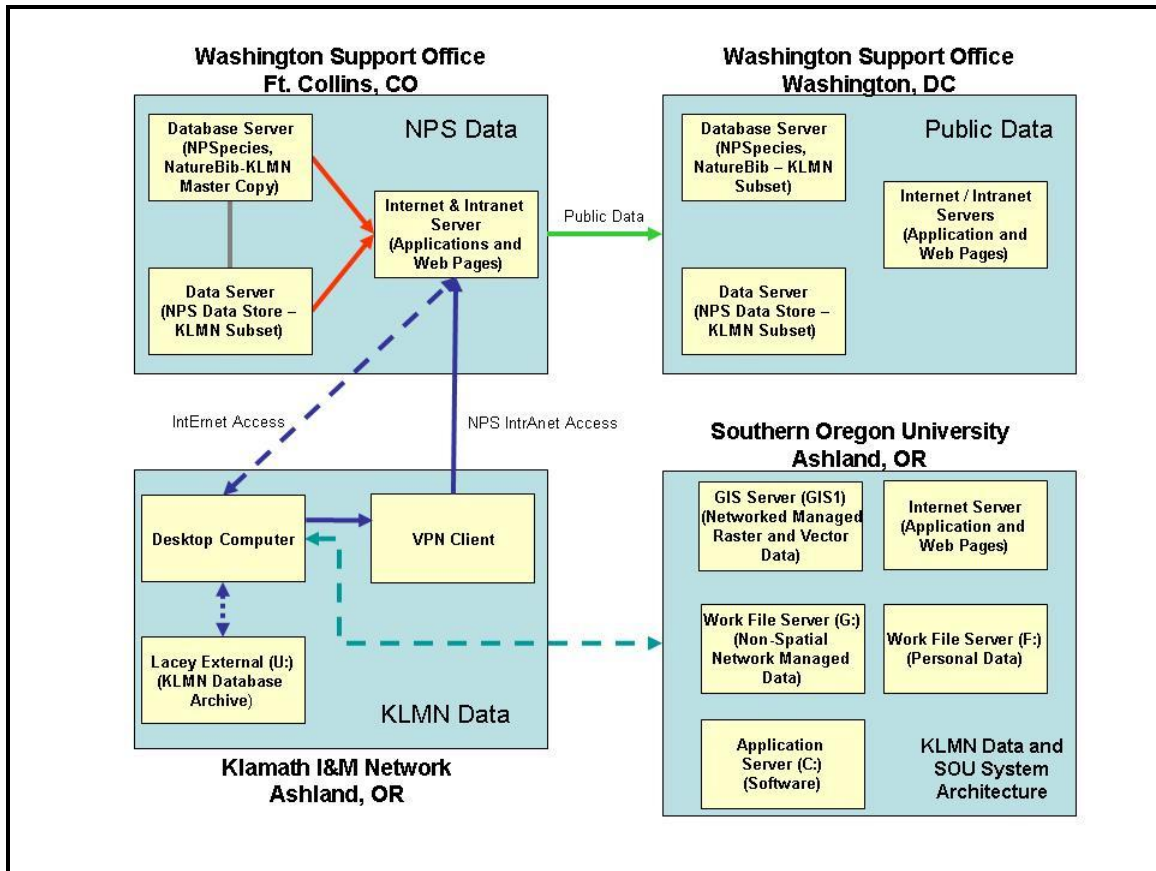 Washington Support Office
Ft. Collins, CO
NPS Data
Database Server
(NPSpecies,
NatureBib-KLMN
Master Copy)
Internet & Intranet
Server
(Applications and
Web Pages)
Data Server
(NPS Data Store –
KLMN Subset)
Public Data
Washington Support Office
Washington, DC
Public Data
Database Server
(NPSpecies,
NatureBib – KLMN
Subset)
Internet / Intranet
Servers
(Application and
Web Pages)
Data Server
(NPS Data Store –
KLMN Subset)
IntErnet Access
NPS IntrAnet Access
Desktop Computer
VPN Client
Lacey External (U:)
(KLMN Database
Archive)
KLMN Data
Klamath I&M Network
Ashland, OR
Southern Oregon University
Ashland, OR
GIS Server (GIS1)
(Networked Managed
Raster and Vector
Data)
Internet Server
(Application and
Web Pages)
Work File Server (G:)
(Non-Spatial
Network Managed
Data)
Work File Server (F:)
(Personal Data)
Application
Server (C:)
(Software)
KLMN Data and
SOU System
Architecture